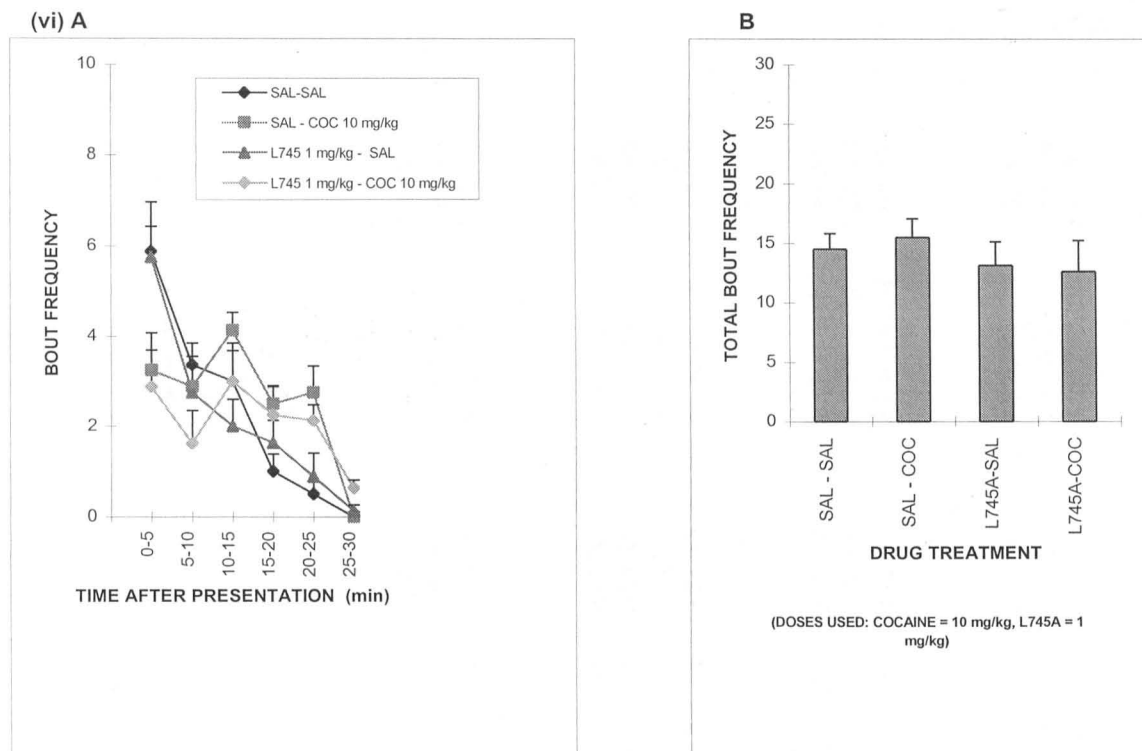 (vi) A
10
8
6
4
2
0
BOUT FREQUENCY
SAL-SAL
SAL - COC 10 mg/kg
L745 1 mg/kg - SAL
L745 1 mg/kg - COC 10 mg/kg
0-5
5-10
10-15
15-20
20-25
25-30
TIME AFTER PRESENTATION (min)
B
30
25
20
15
10
5
0
TOTAL BOUT FREQUENCY
SAL - SAL
SAL - COC
L745A-SAL
L745A-COC
DRUG TREATMENT
(DOSES USED: COCAINE = 10 mg/kg, L745A = 1
mg/kg)